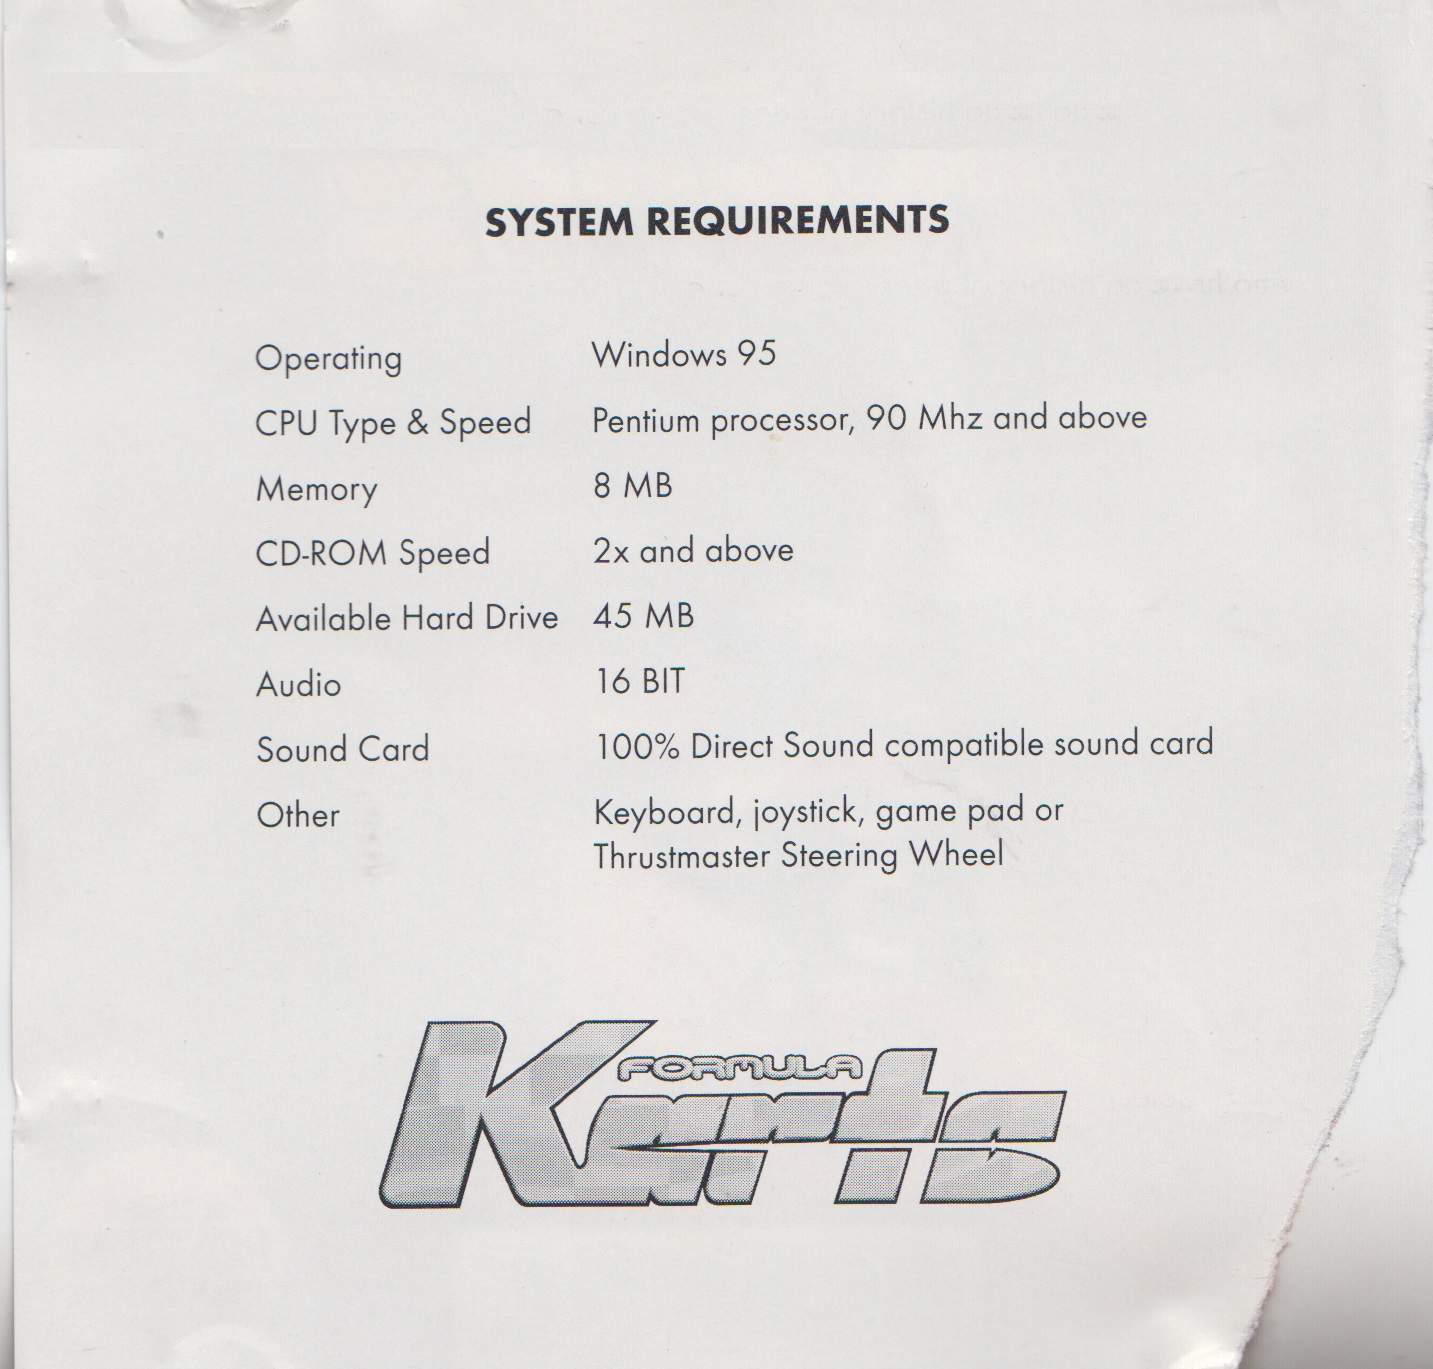 SYSTEM REQUIREMENTS
Operating Windows 95
CPU Type & Speed Pentium processor, 90 Mhz and above
Memory 8 MB
CD-ROM Speed 2x and above
Available Hard Drive 45 MB
Audio 16 BIT
Sound Card 100% Direct Sound compatible sound card
Other Keyboard, joystick, game pad or
Thrustmaster Steering Wheel
FORMULA
Karts